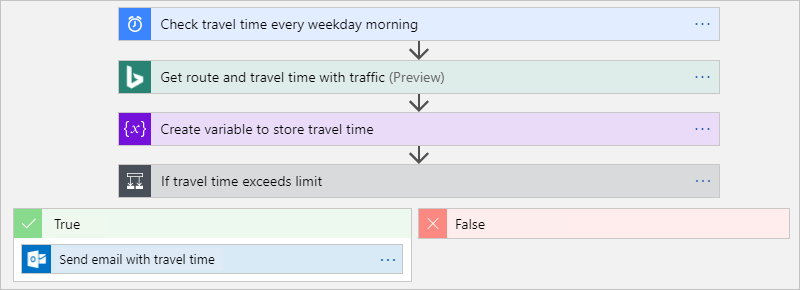 Check travel time every weekday morning
Get route and travel time with traffic (Preview)
{x} Create variable to store travel time
If travel time exceeds limit
True
False
Send email with travel time